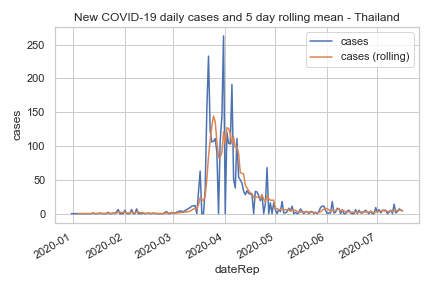 New COVID-19 daily cases and 5 day rolling mean - Thailand
cases
cases (rolling)
cases
250
200
150
100
50
0
2020-01
2020-02
2020-03
2020-04
2020-05
2020-06
2020-07
dateRep